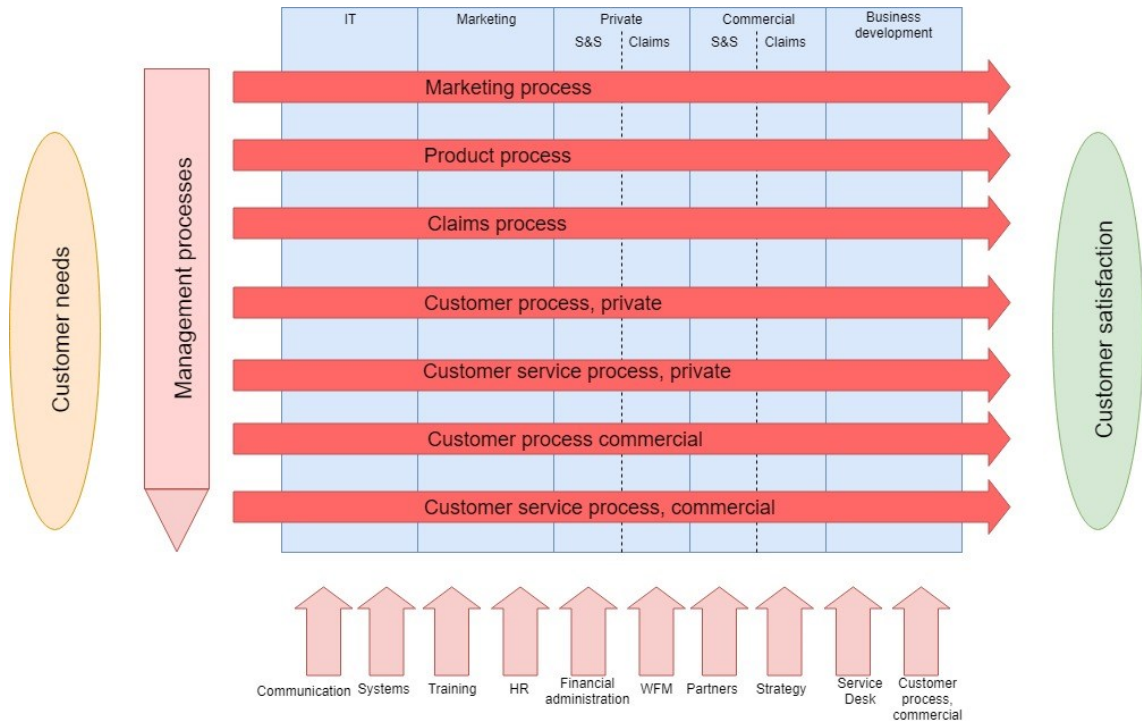 IT
Marketing
Private
Commercial
Business
development
S&S
Claims
S&S
Claims
Customer needs
Management processes
Marketing process
Product process
Claims process
Customer process, private
Customer service process, private
Customer process commercial
Customer service process, commercial
Customer satisfaction
Communication
Systems
Training
HR
Financial
administration
WFM
Partners
Strategy
Service
Desk
Customer
process,
commercial